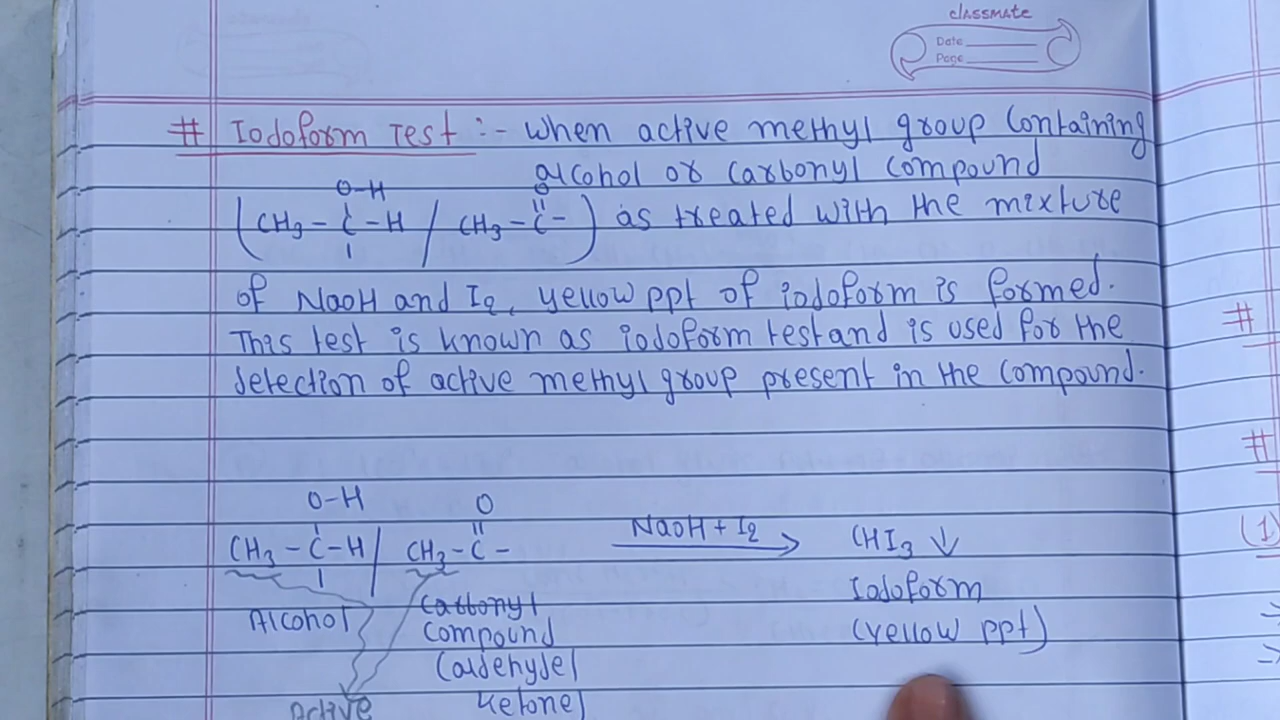 classmate
Date
Page
# Iodoform Test :- When active methyl group Containing
alcohol or Carbonyl Compound
O-H O
(CH3 - C - H / CH3 - C -) as treated with the mixture
of NaOH and I2, yellow ppt of iodoform is formed.
This test is known as iodoform test and is used for the
detection of active methyl group present in the Compound.
#
#
O-H O
CH3 - C - H / CH3 - C - NaOH + I2 → CHI3 ↓
(1)
Iodoform
Alcohol Carbonyl
Compound (yellow ppt)
(aldehyde/
Active ketone)